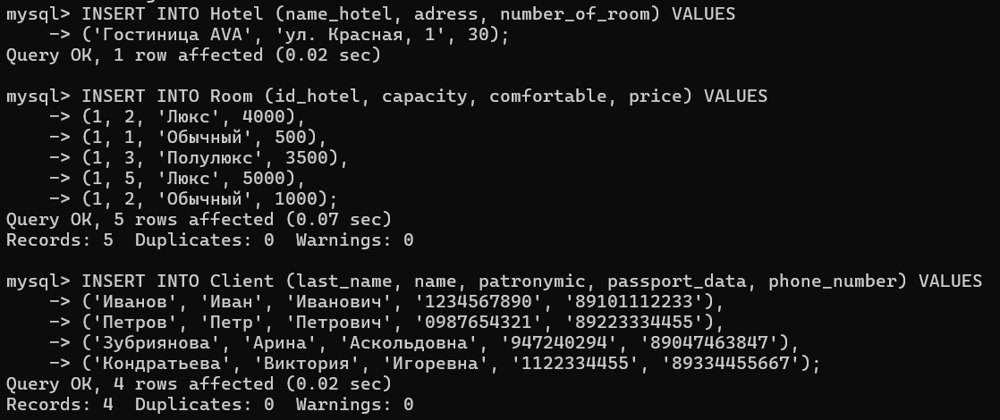 mysql> INSERT INTO Hotel (name_hotel, adress, number_of_room) VALUES
-> ('Гостиница AVA', 'ул. Красная, 1', 30);
Query OK, 1 row affected (0.02 sec)
mysql> INSERT INTO Room (id_hotel, capacity, comfortable, price) VALUES
-> (1, 2, 'Люкс', 4000),
-> (1, 1, 'Обычный', 500),
-> (1, 3, 'Полулюкс', 3500),
-> (1, 5, 'Люкс', 5000),
-> (1, 2, 'Обычный', 1000);
Query OK, 5 rows affected (0.07 sec)
Records: 5  Duplicates: 0  Warnings: 0
mysql> INSERT INTO Client (last_name, name, patronymic, passport_data, phone_number) VALUES
-> ('Иванов', 'Иван', 'Иванович', '1234567890', '89101112233'),
-> ('Петров', 'Петр', 'Петрович', '0987654321', '89223334455'),
-> ('Зубриянова', 'Арина', 'Аскольдовна', '947240294', '89047463847'),
-> ('Кондратьева', 'Виктория', 'Игоревна', '1122334455', '89334455667');
Query OK, 4 rows affected (0.02 sec)
Records: 4  Duplicates: 0  Warnings: 0